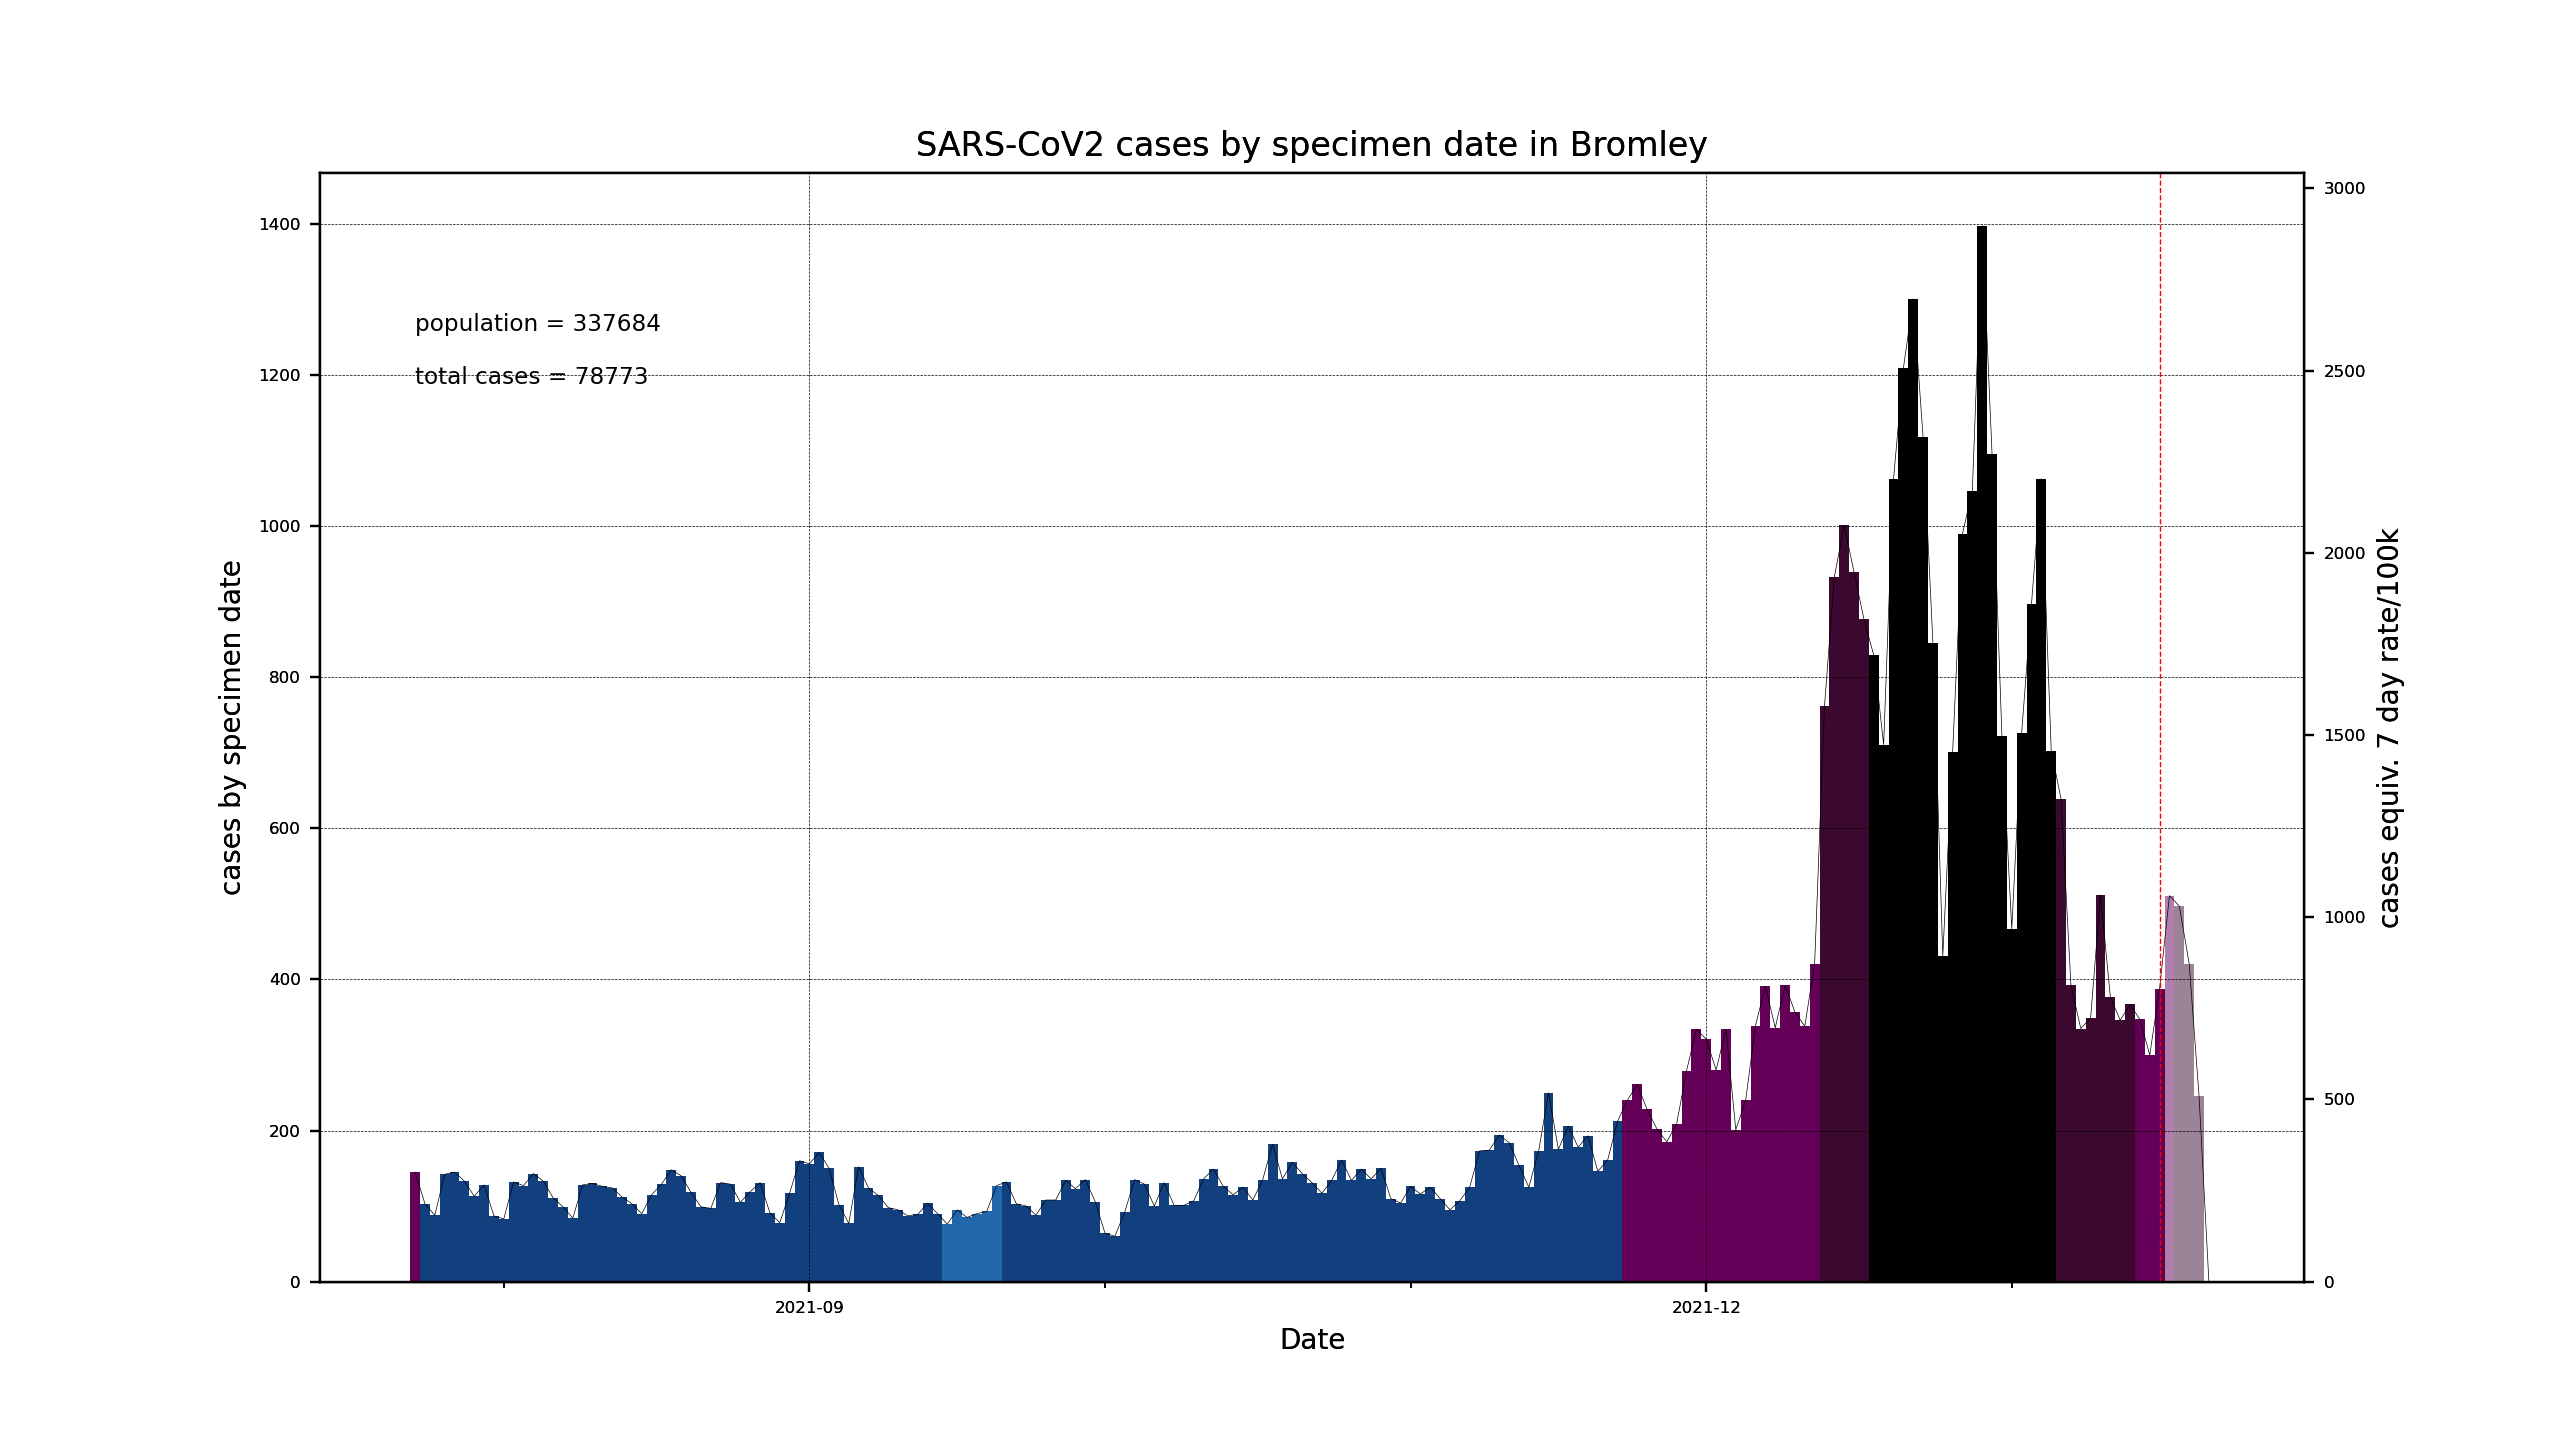 SARS-CoV2 cases by specimen date in Bromley
population = 337684
total cases = 78773
cases by specimen date
1400
1200
1000
800
600
400
200
0
3000
2500
2000
1500
1000
500
0
cases equiv. 7 day rate/100k
2021-09
2021-12
Date